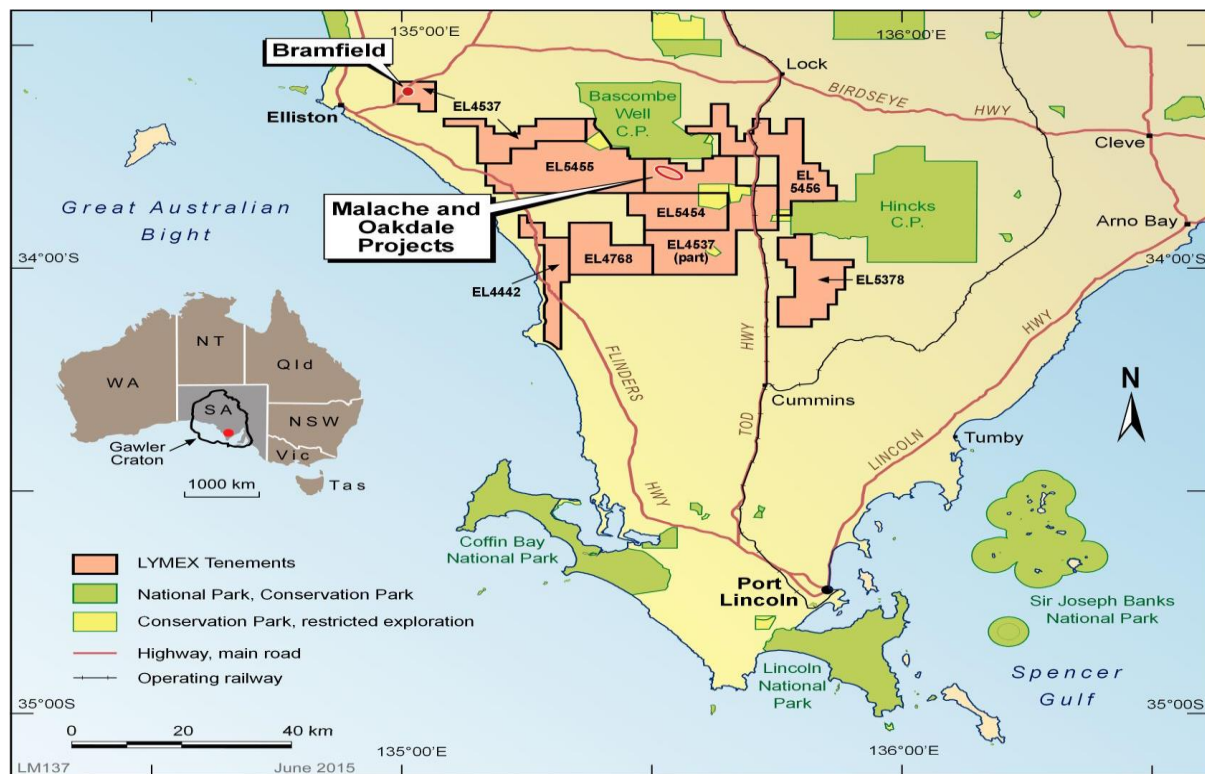 135°00'E
136°00'E
Bramfield
Lock
EL4537
BIRDSEYE
HWY
Bascombe
Well
C.P.
Elliston
Cleve
EL5455
EL
5456
Great Australian
Bight
Malache and
Oakdale
Projects
EL5454
Hincks
C.P.
Arno Bay
EL4768
EL4537
(part)
34°00'S
34°00'S
EL4442
EL5378
HWY
FLINDERS
HWY
TOD
HWY
LINCOLN
N
NT
Qld
WA
SA
NSW
Gawler
Craton
Vic
Tas
1000 km
Cummins
Tumby
Coffin Bay
National Park
Port
Lincoln
Sir Joseph Banks
National Park
Lincoln
National
Park
Spencer
Gulf
LYMEX Tenements
National Park, Conservation Park
Conservation Park, restricted exploration
Highway, main road
Operating railway
35°00'S
35°00'S
0 20 40 km
135°00'E
136°00'E
LM137
June 2015